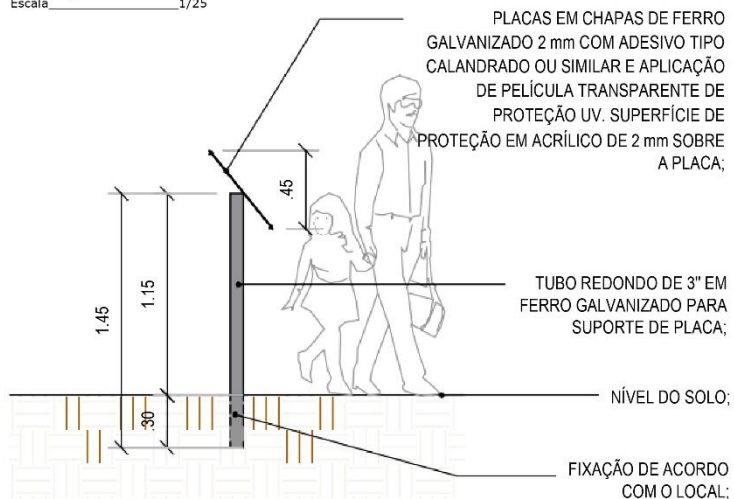 Escala 1/25
PLACAS EM CHAPAS DE FERRO
GALVANIZADO 2 mm COM ADESIVO TIPO
CALANDRADO OU SIMILAR E APLICAÇÃO
DE PELÍCULA TRANSPARENTE DE
PROTEÇÃO UV. SUPERFÍCIE DE
PROTEÇÃO EM ACRÍLICO DE 2 mm SOBRE
A PLACA;
.45
1.15
1.45
TUBO REDONDO DE 3" EM
FERRO GALVANIZADO PARA
SUPORTE DE PLACA;
NÍVEL DO SOLO;
.30
FIXAÇÃO DE ACORDO
COM O LOCAL;